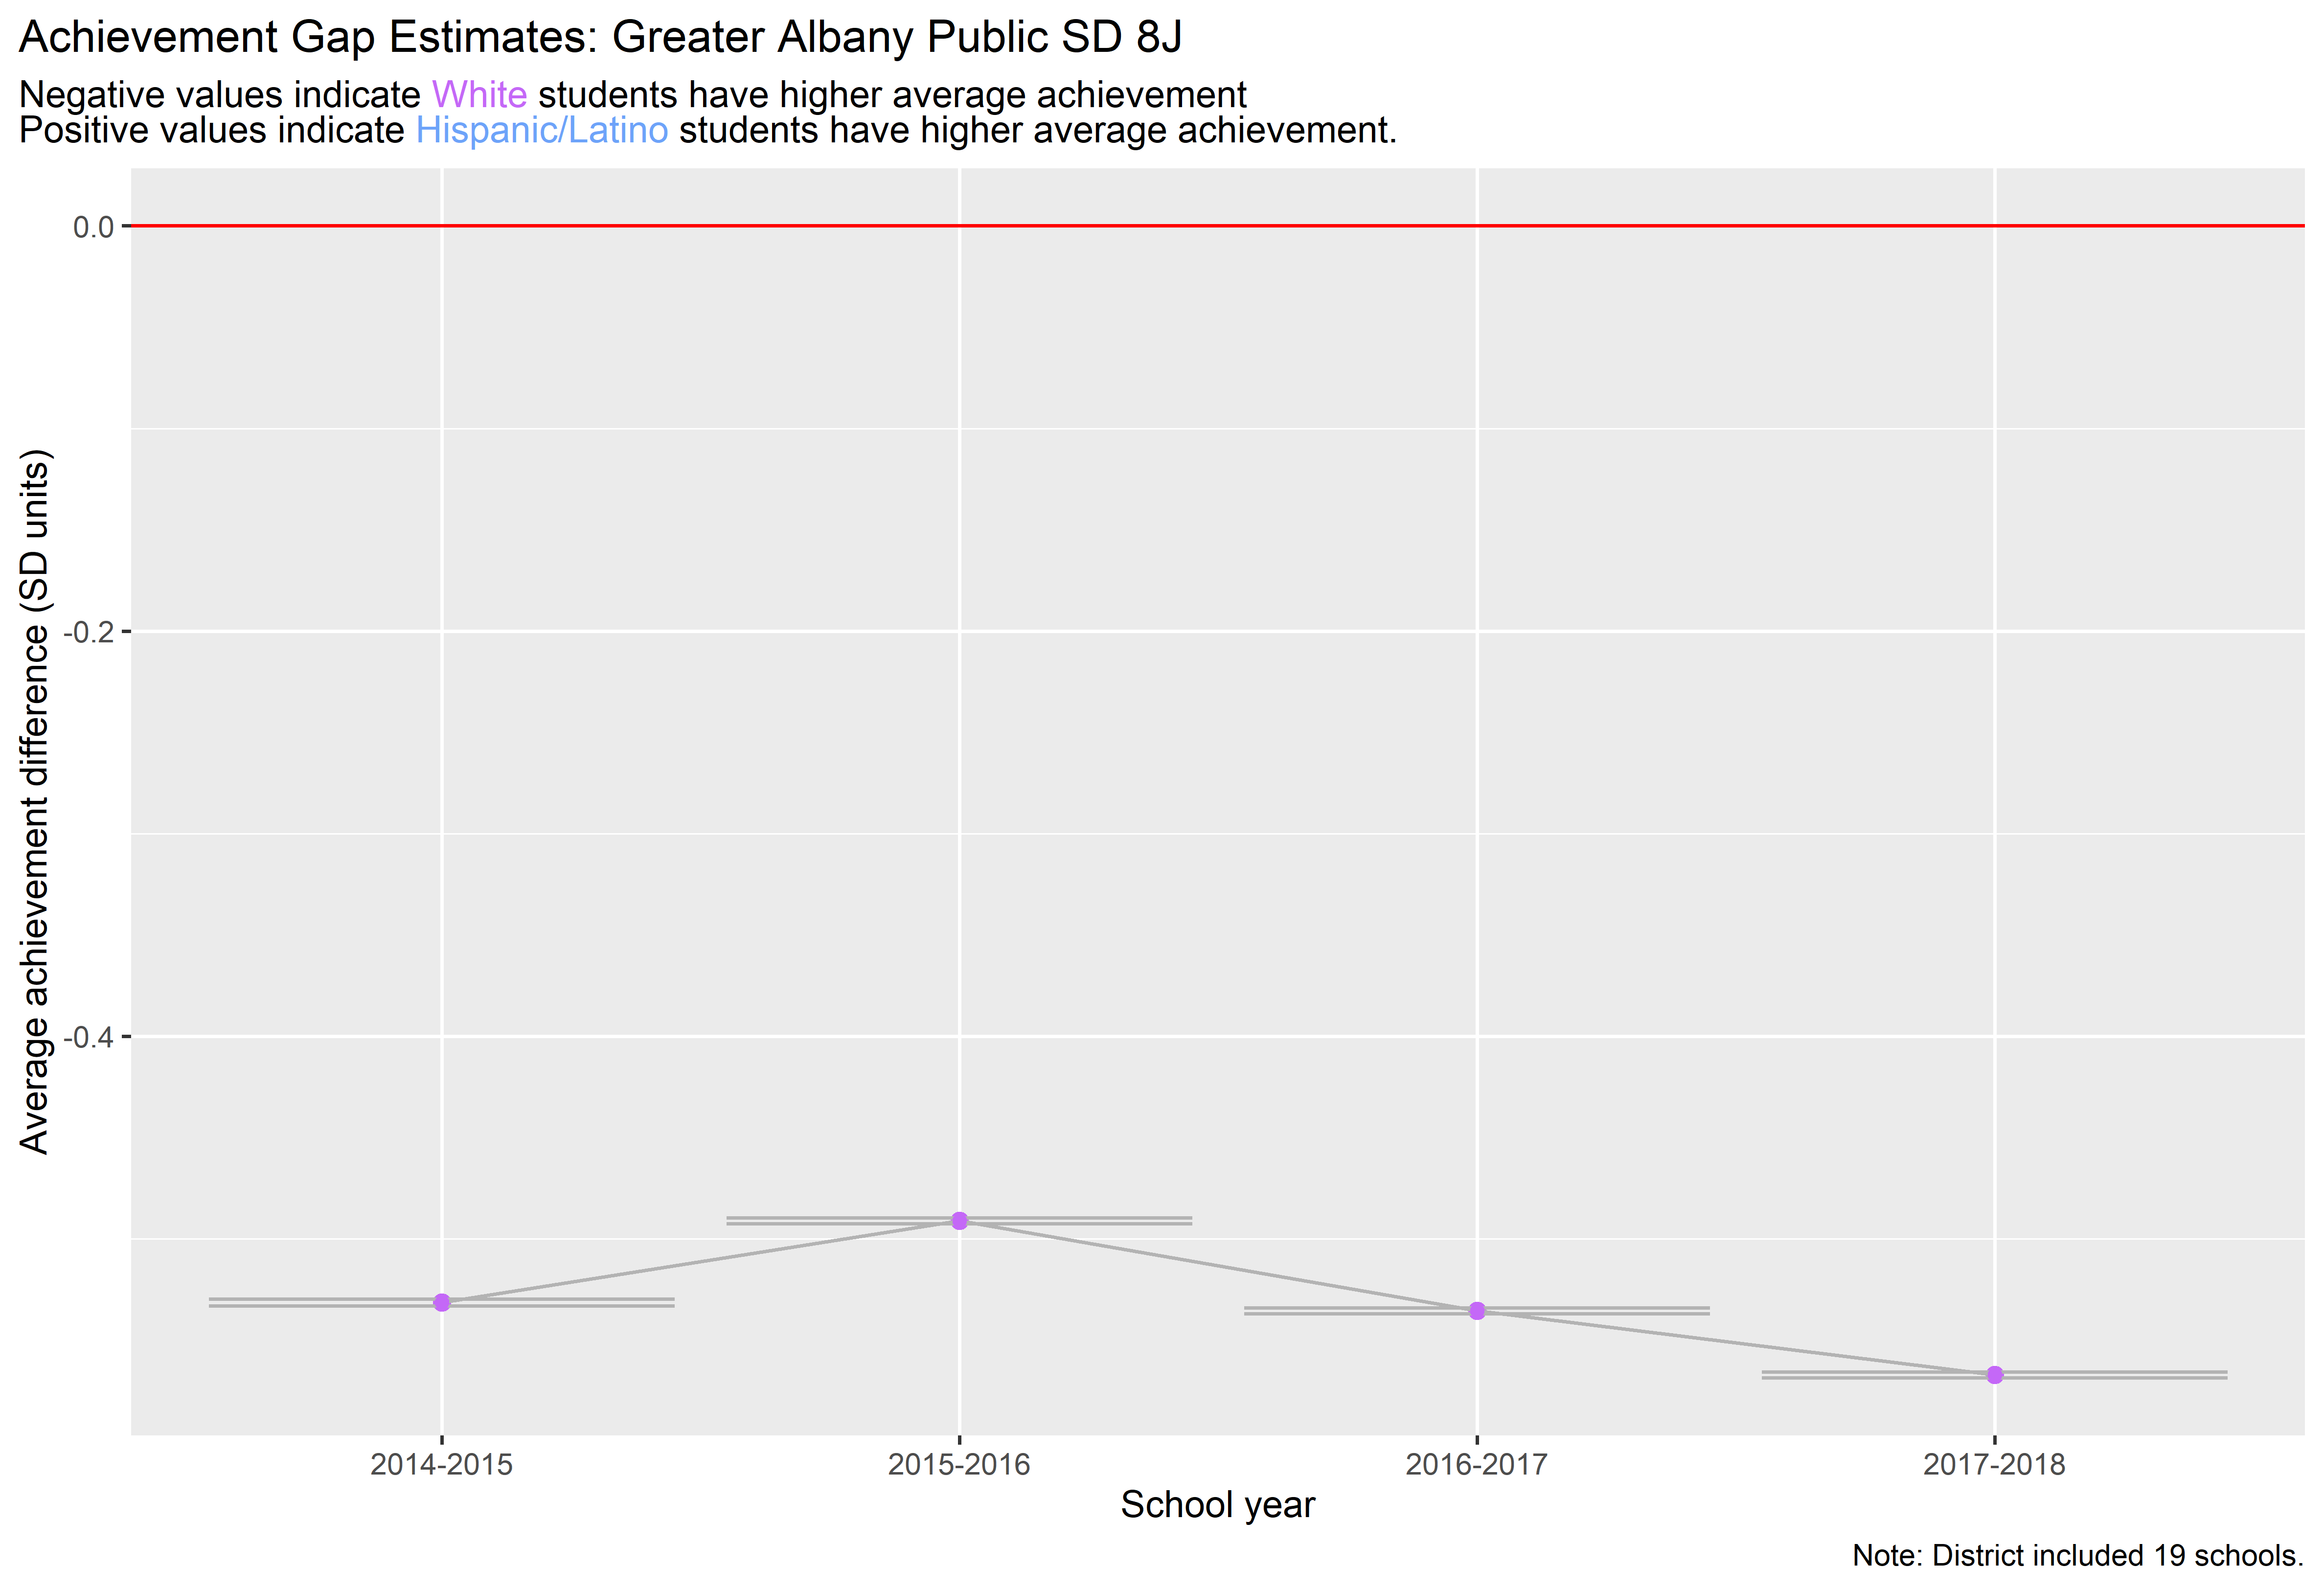 Achievement Gap Estimates: Greater Albany Public SD 8J
Negative values indicate White students have higher average achievement
Positive values indicate Hispanic/Latino students have higher average achievement.
Average achievement difference (SD units)
0.0
-0.2
-0.4
2014-2015
2015-2016
2016-2017
2017-2018
School year
Note: District included 19 schools.